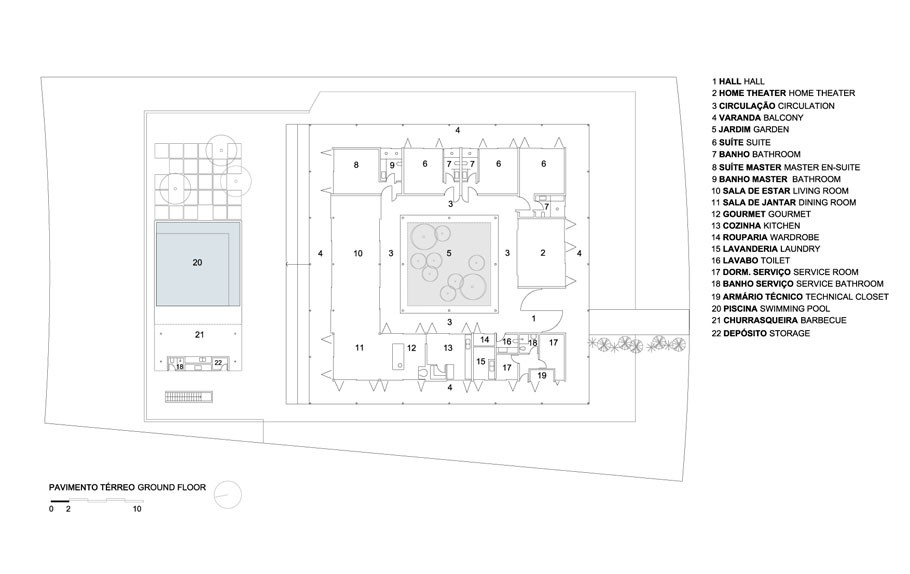 1 HALL HALL
2 HOME THEATER HOME THEATER
3 CIRCULAÇÃO CIRCULATION
4 VARANDA BALCONY
5 JARDIM GARDEN
6 SUÍTE SUITE
7 BANHO BATHROOM
8 SUÍTE MASTER MASTER EN-SUITE
9 BANHO MASTER BATHROOM
10 SALA DE ESTAR LIVING ROOM
11 SALA DE JANTAR DINING ROOM
12 GOURMET GOURMET
13 COZINHA KITCHEN
14 ROUPARIA WARDROBE
15 LAVANDERIA LAUNDRY
16 LAVABO TOILET
17 DORM. SERVIÇO SERVICE ROOM
18 BANHO SERVIÇO SERVICE BATHROOM
19 ARMÁRIO TÉCNICO TECHNICAL CLOSET
20 PISCINA SWIMMING POOL
21 CHURRASQUEIRA BARBECUE
22 DEPÓSITO STORAGE
4
8 9 6 7 7 6 6
3
7
4 10 3 5 3 2 4
20
3 1
21
11 12 13 14 16 18 17
15 17
18 22
19
4
PAVIMENTO TÉRREO GROUND FLOOR
0 2 10